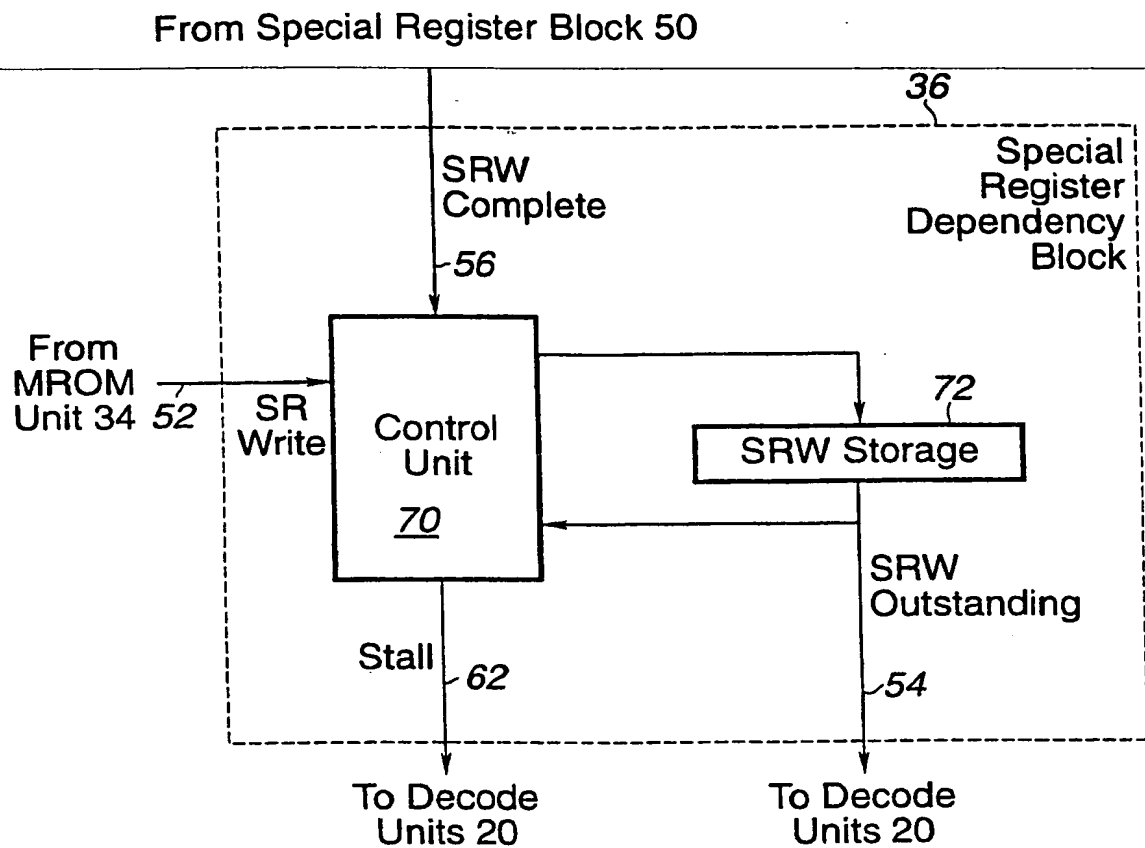 From Special Register Block 50
36
Special
Register
Dependency
Block
SRW
Complete
56
From
MROM
Unit 34
52
SR
Write
Control
Unit
70
72
SRW Storage
SRW
Outstanding
Stall
62
54
To Decode
Units 20
To Decode
Units 20